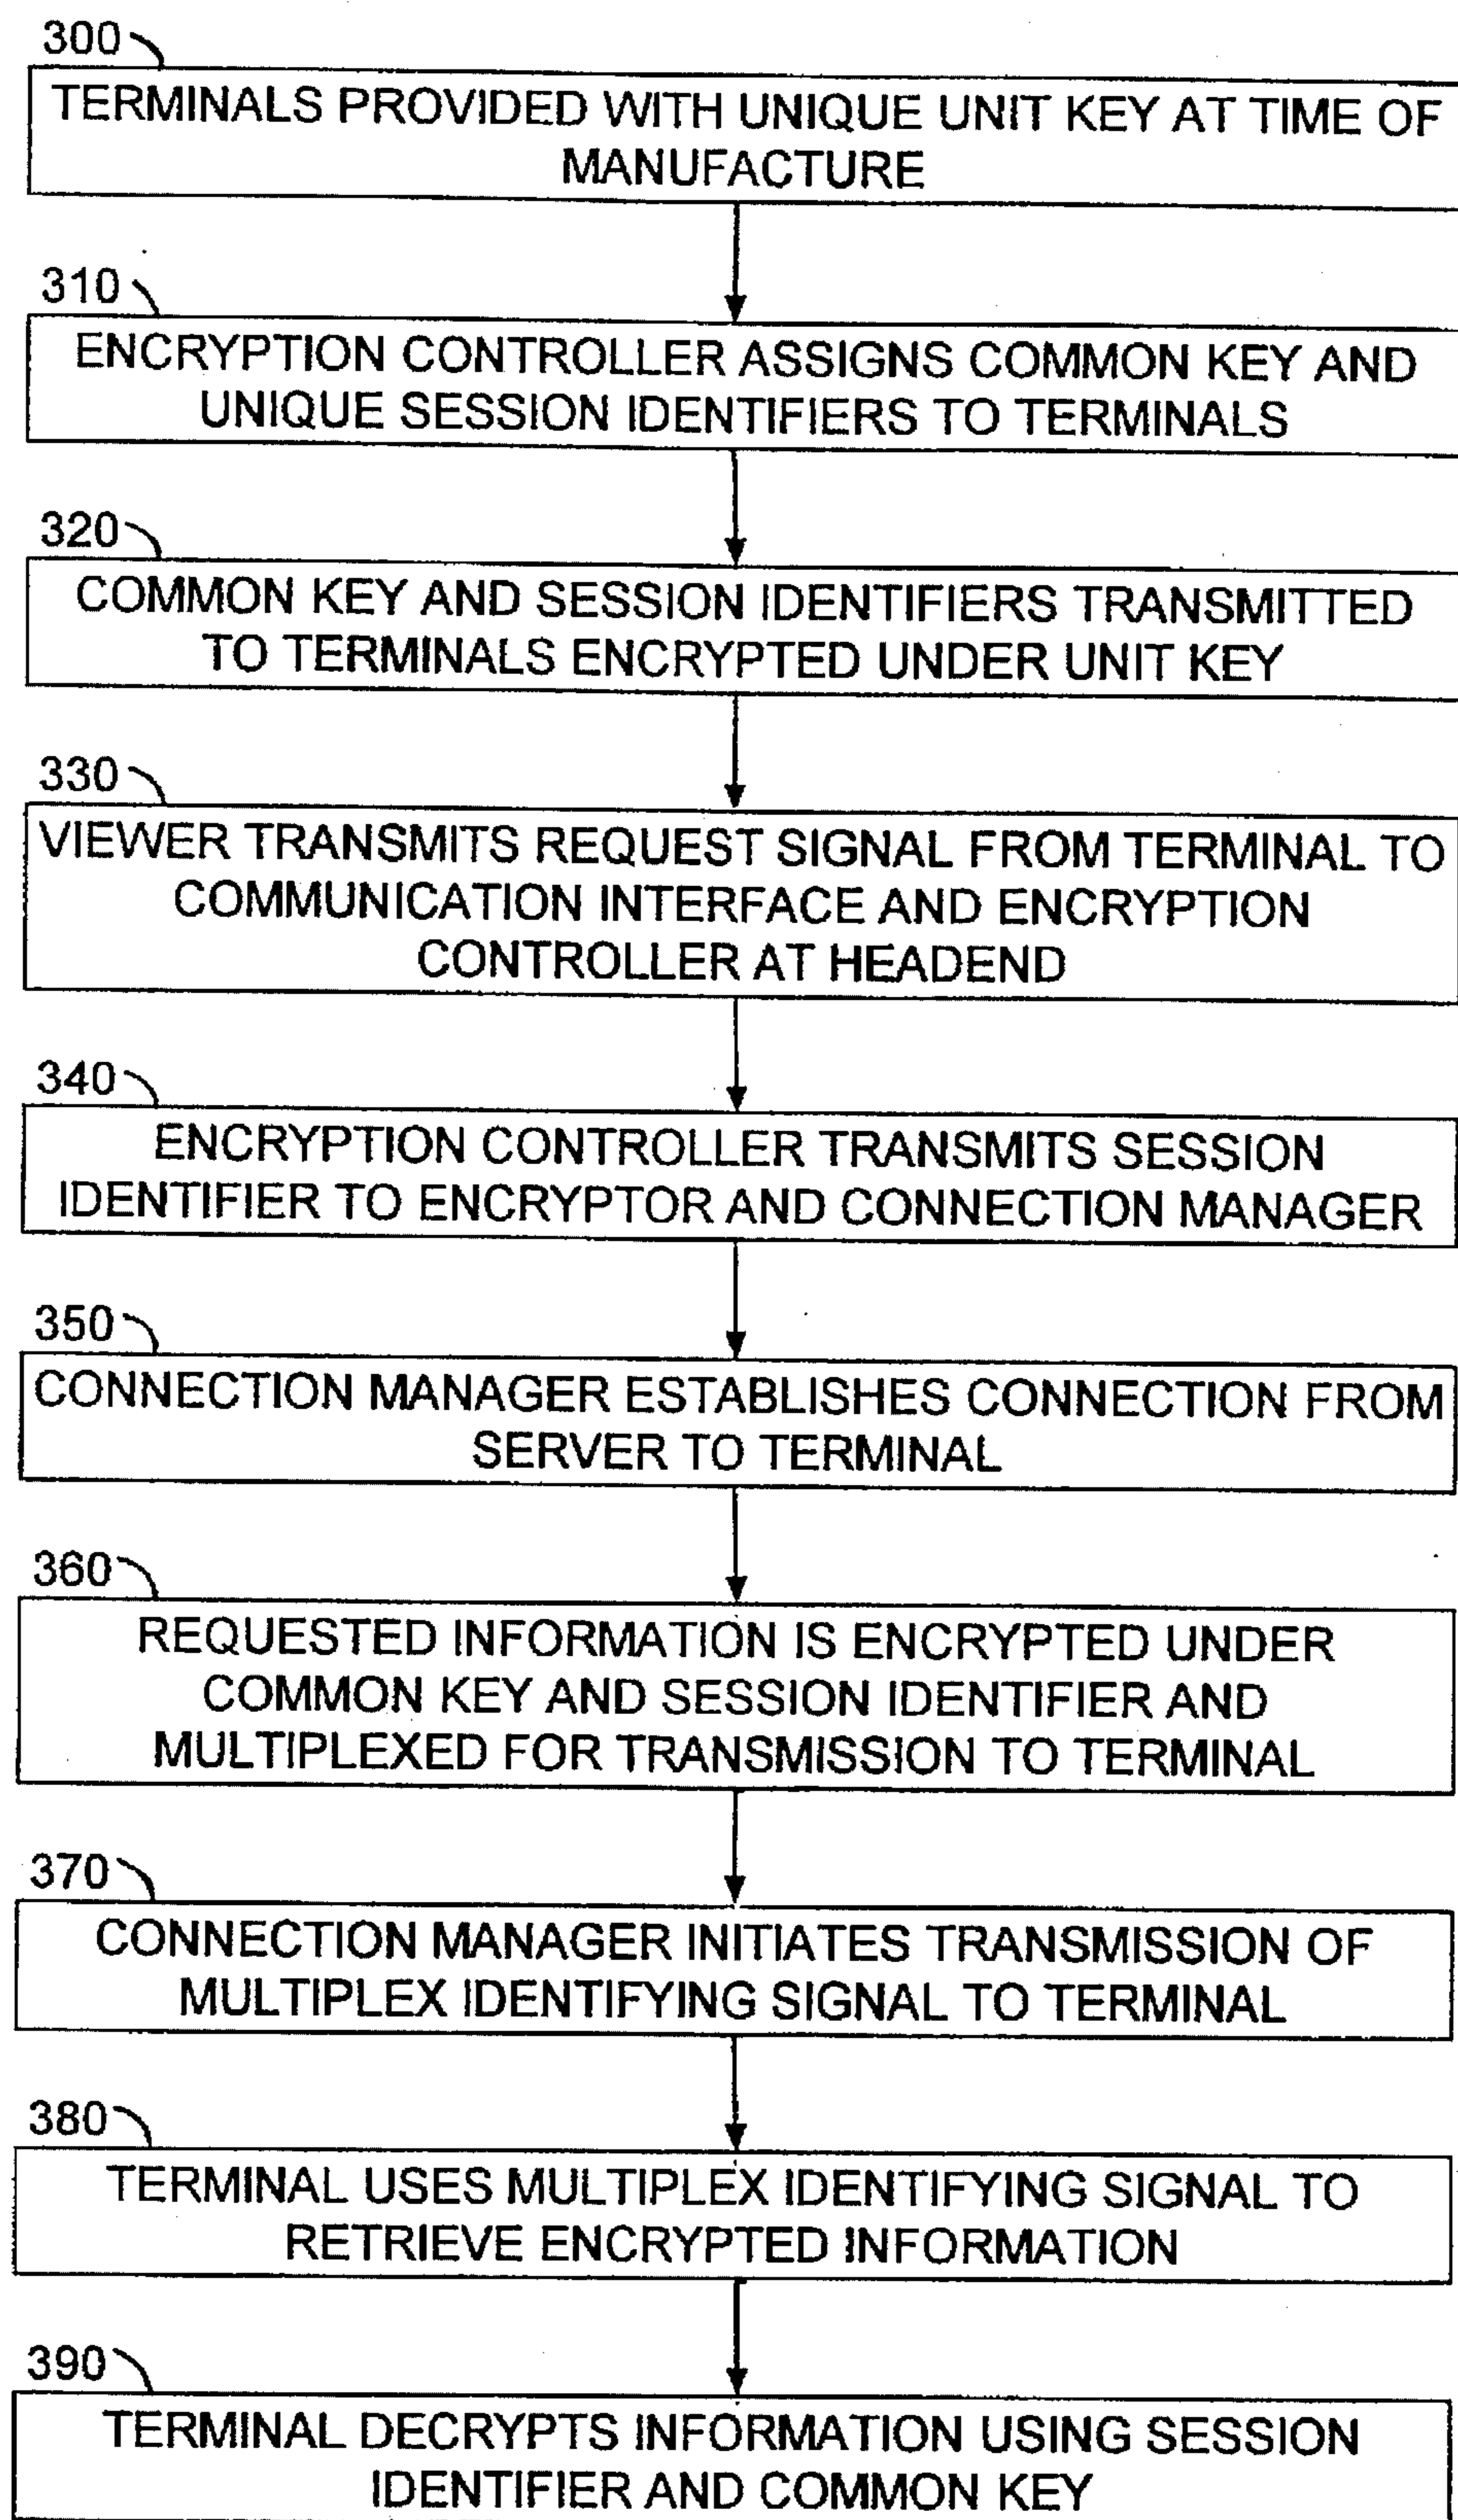 300
TERMINALS PROVIDED WITH UNIQUE UNIT KEY AT TIME OF
MANUFACTURE
310
ENCRYPTION CONTROLLER ASSIGNS COMMON KEY AND
UNIQUE SESSION IDENTIFIERS TO TERMINALS
320
COMMON KEY AND SESSION IDENTIFIERS TRANSMITTED
TO TERMINALS ENCRYPTED UNDER UNIT KEY
330
VIEWER TRANSMITS REQUEST SIGNAL FROM TERMINAL TO
COMMUNICATION INTERFACE AND ENCRYPTION
CONTROLLER AT HEADEND
340
ENCRYPTION CONTROLLER TRANSMITS SESSION
IDENTIFIER TO ENCRYPTOR AND CONNECTION MANAGER
350
CONNECTION MANAGER ESTABLISHES CONNECTION FROM
SERVER TO TERMINAL
360
REQUESTED INFORMATION IS ENCRYPTED UNDER
COMMON KEY AND SESSION IDENTIFIER AND
MULTIPLEXED FOR TRANSMISSION TO TERMINAL
370
CONNECTION MANAGER INITIATES TRANSMISSION OF
MULTIPLEX IDENTIFYING SIGNAL TO TERMINAL
380
TERMINAL USES MULTIPLEX IDENTIFYING SIGNAL TO
RETRIEVE ENCRYPTED INFORMATION
390
TERMINAL DECRYPTS INFORMATION USING SESSION
IDENTIFIER AND COMMON KEY